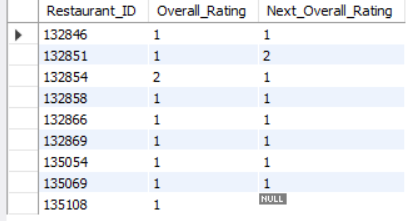 Restaurant_ID Overall_Rating Next_Overall_Rating
132846 1 1
132851 1 2
132854 2 1
132858 1 1
132866 1 1
132869 1 1
135054 1 1
135069 1 1
135108 1 NULL